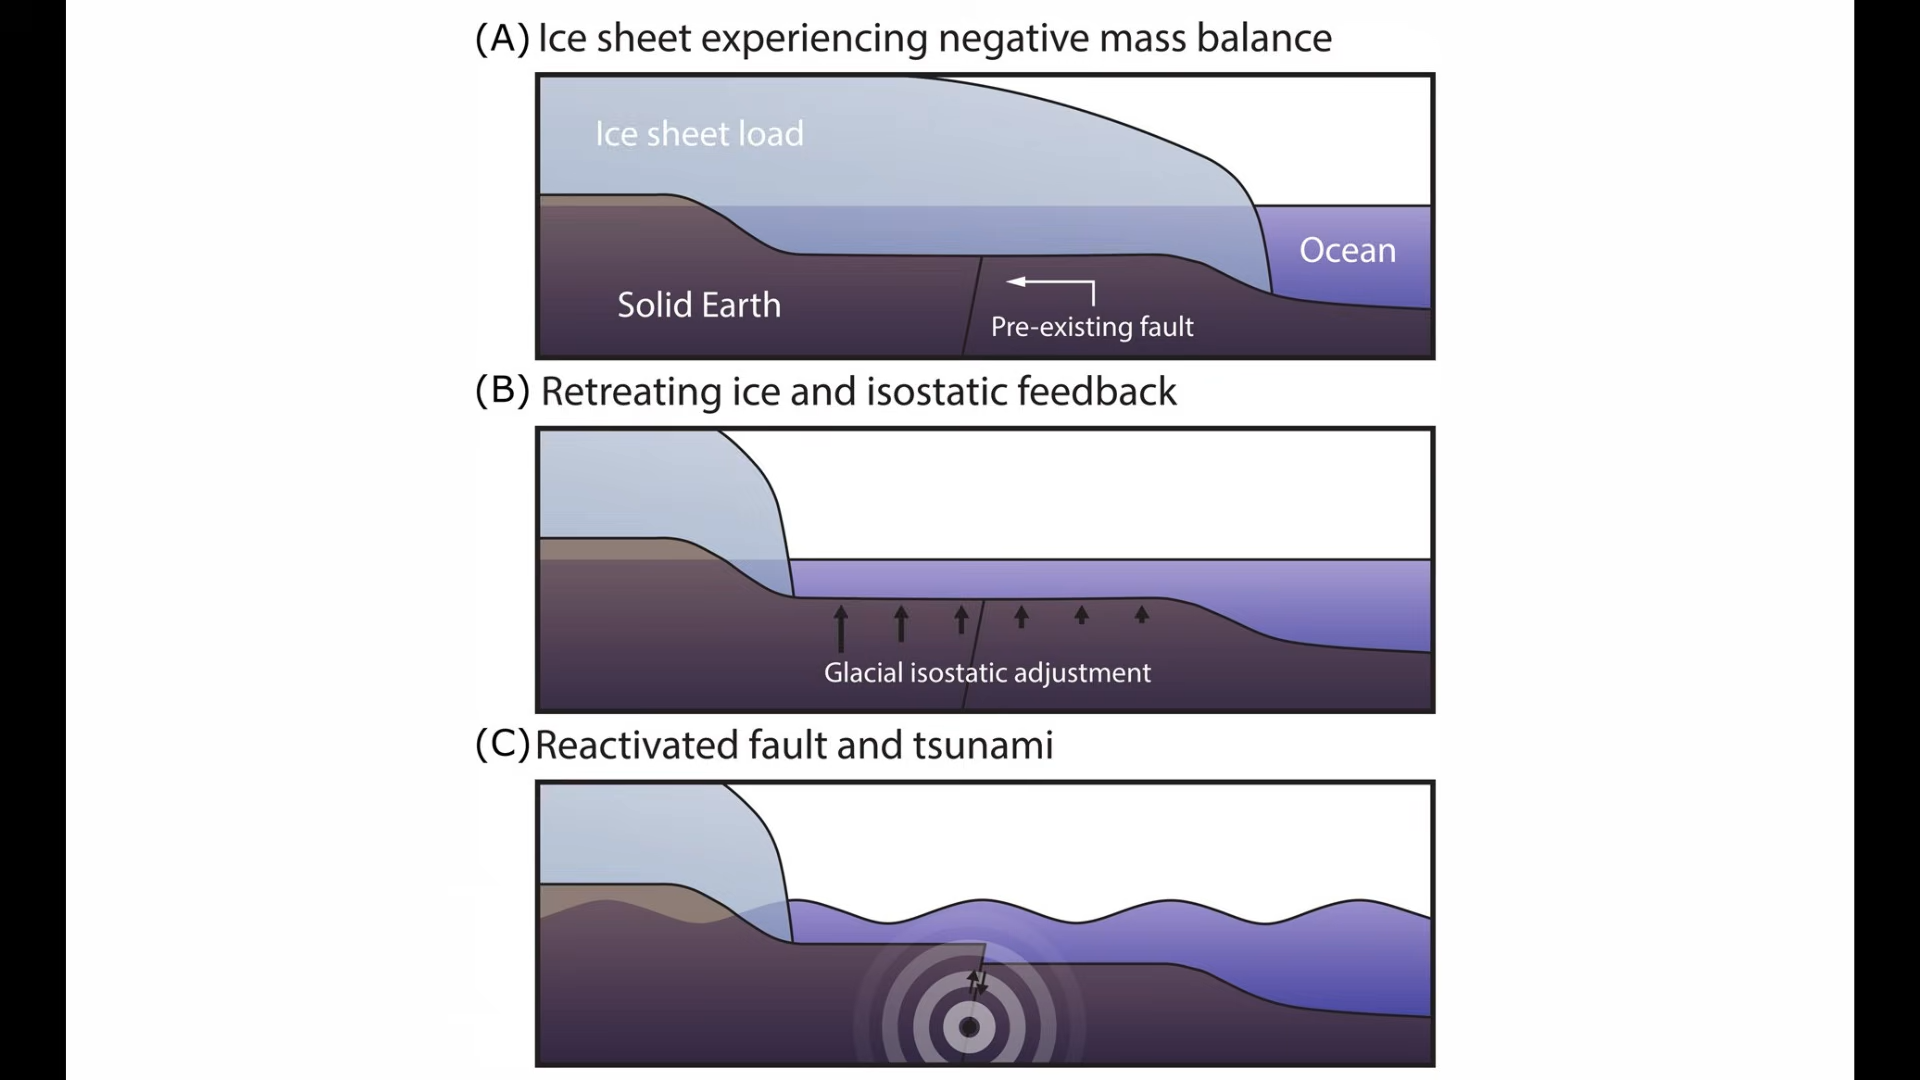 (A) Ice sheet experiencing negative mass balance
Ice sheet load
Ocean
Solid Earth
Pre-existing fault
(B) Retreating ice and isostatic feedback
Glacial isostatic adjustment
(C) Reactivated fault and tsunami